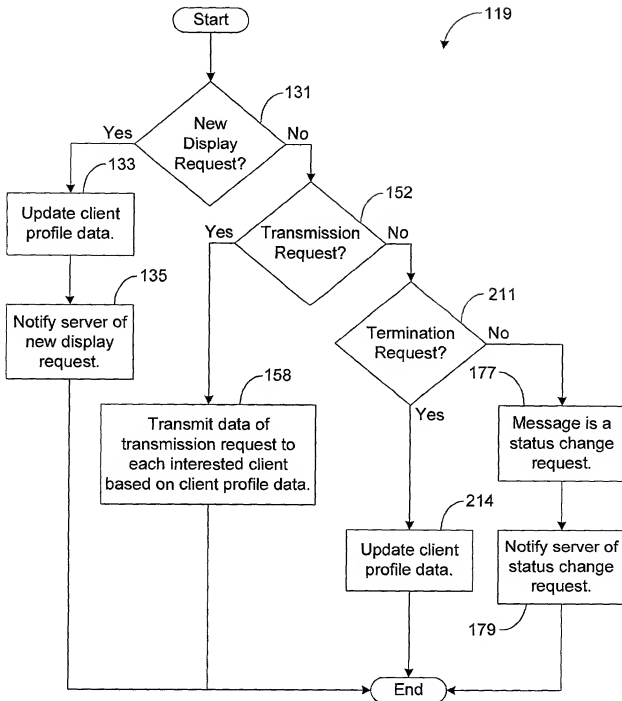 Start
119
131
New
Display
Request?
Yes
No
133
Update client
profile data.
152
Transmission
Request?
Yes
No
135
Notify server of
new display
request.
211
Termination
Request?
No
Yes
158
Transmit data of
transmission request to
each interested client
based on client profile data.
177
Message is a
status change
request.
214
Update client
profile data.
Notify server of
status change
request.
179
End